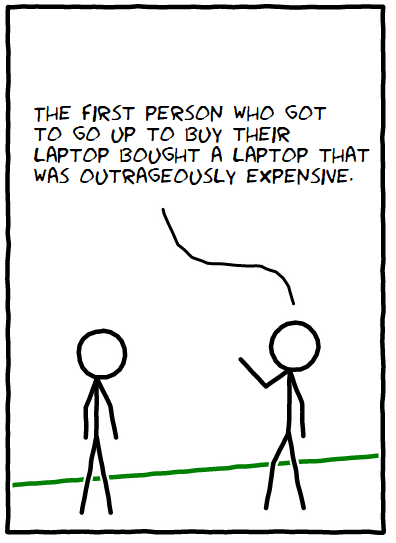 THE FIRST PERSON WHO GOT
TO GO UP TO BUY THEIR
LAPTOP BOUGHT A LAPTOP THAT
WAS OUTRAGEOUSLY EXPENSIVE.